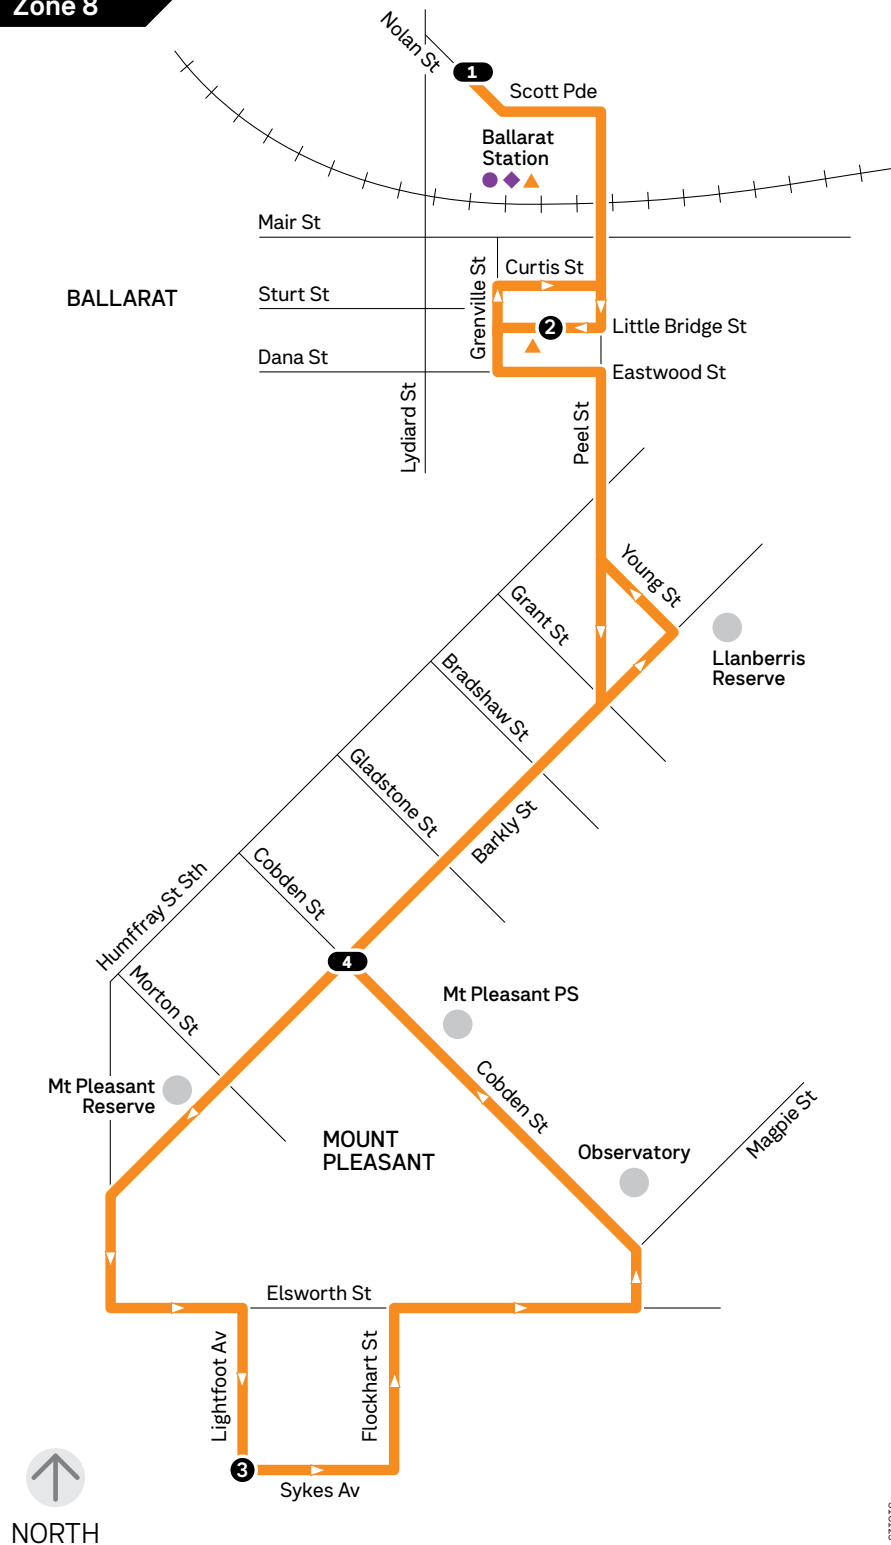 Zone 8
Nolan St
1
Scott Pde
Ballarat
Station
Mair St
Curtis St
BALLARAT
Sturt St
Grenville St
2
Little Bridge St
Dana St
Eastwood St
Lydiard St
Peel St
Young St
Grant St
Llanberris
Reserve
Bradshaw St
Gladstone St
Barkly St
Cobden St
Humffray St Sth
4
Morton St
Mt Pleasant PS
Mt Pleasant
Reserve
Cobden St
Magpie St
MOUNT
PLEASANT
Observatory
Elsworth St
Lightfoot Av
Flockhart St
3
Sykes Av
NORTH